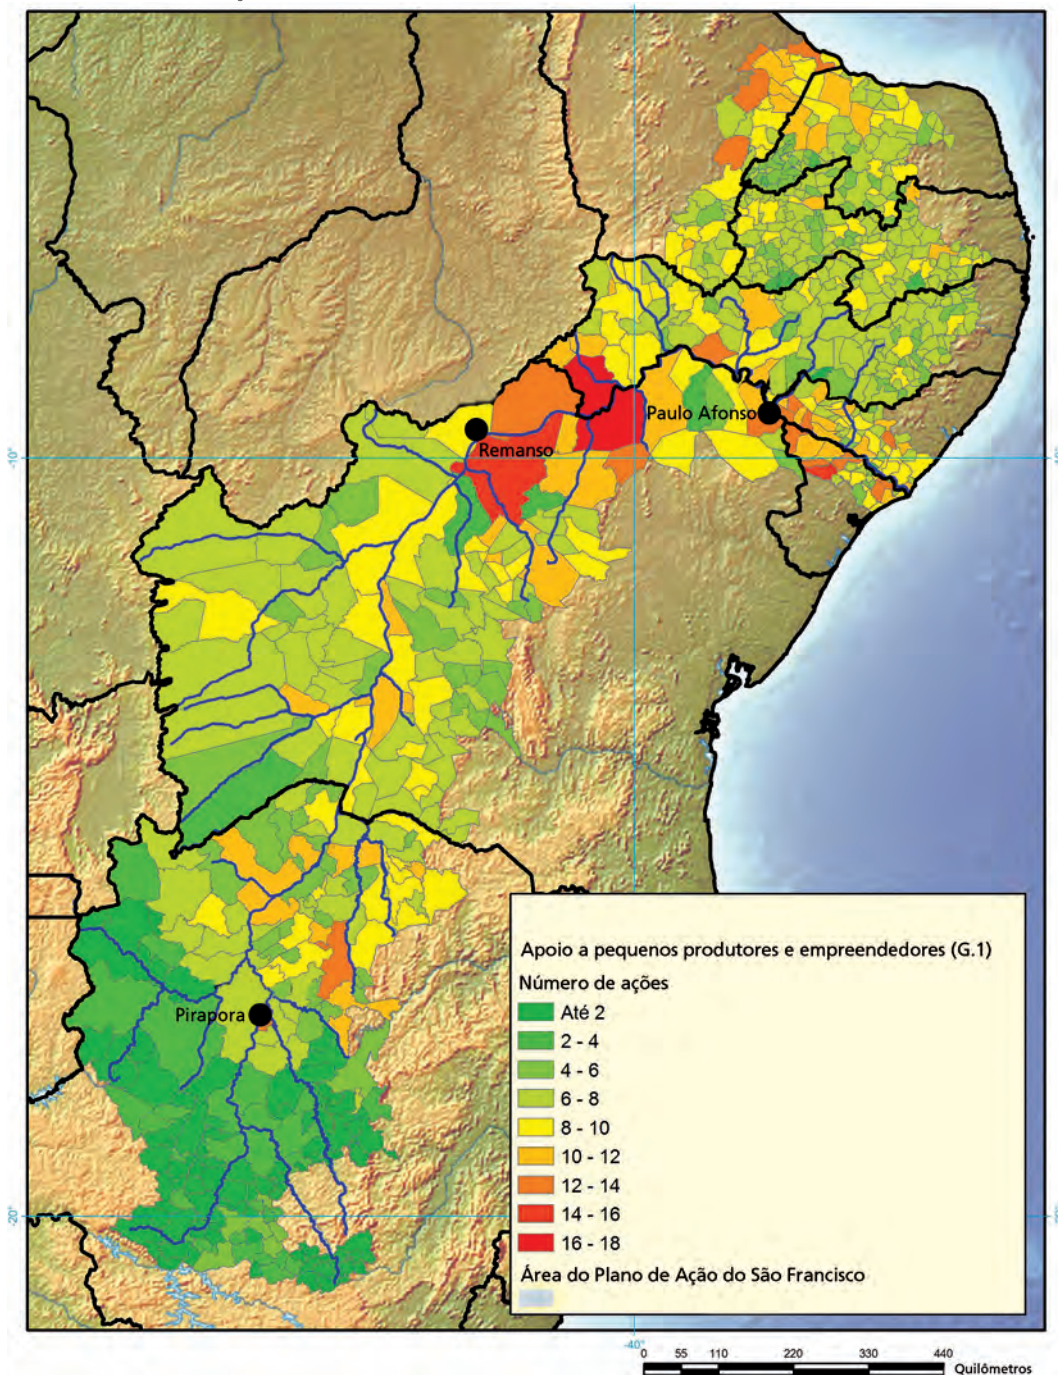 Paulo Afonso
Remanso
-10°
Pirapora
Apoio a pequenos produtores e empreendedores (G.1)
Número de ações
Até 2
2 - 4
4 - 6
6 - 8
8 - 10
10 - 12
12 - 14
14 - 16
16 - 18
Área do Plano de Ação do São Francisco
-20°
-40°
0 55 110 220 330 440
Quilômetros